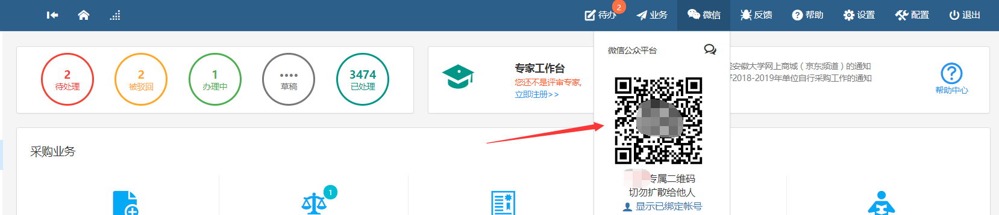 待办
2
业务
微信
反馈
帮助
设置
配置
退出
2
待处理
2
被驳回
1
办理中
草稿
3474
已处理
专家工作台
您还不是评审专家,
立即注册>>
微信公众平台
专属二维码
切勿扩散给他人
显示已绑定帐号
安徽大学网上商城（京东频道）的通知
2018-2019年单位自行采购工作的通知
帮助中心
采购业务
1